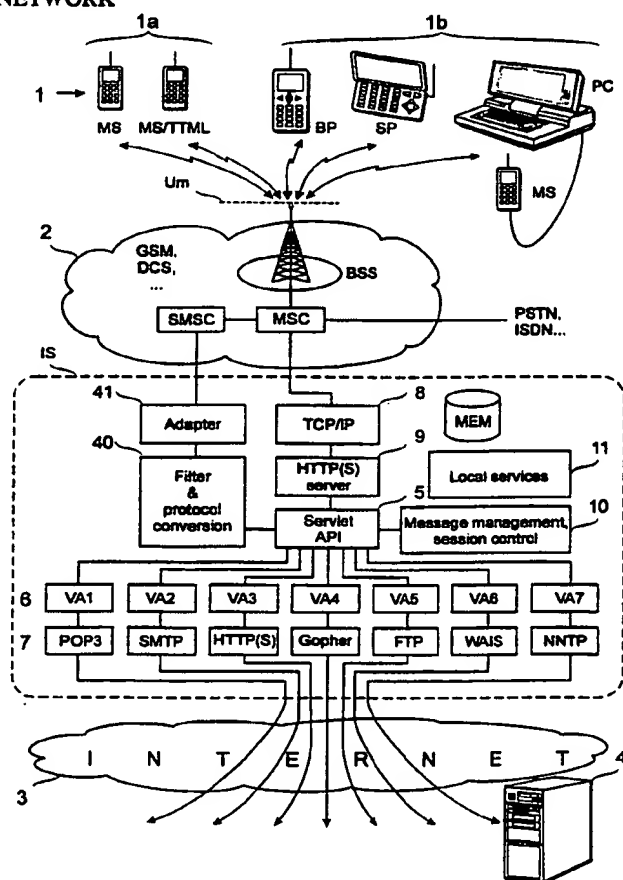 NETWORK
1a
1b
1
MS
MS/TTML
BP
SP
PC
MS
Um
2
GSM,
DCS,
...
BSS
SMSC
MSC
PSTN,
ISDN...
IS
41
Adapter
8
TCP/IP
MEM
40
Filter
&
protocol
conversion
9
HTTP(S)
server
11
Local services
5
Servlet
API
10
Message management,
session control
6
VA1
VA2
VA3
VA4
VA5
VA6
VA7
7
POP3
SMTP
HTTP(S)
Gopher
FTP
WAIS
NNTP
I N T E R N E T
3
4